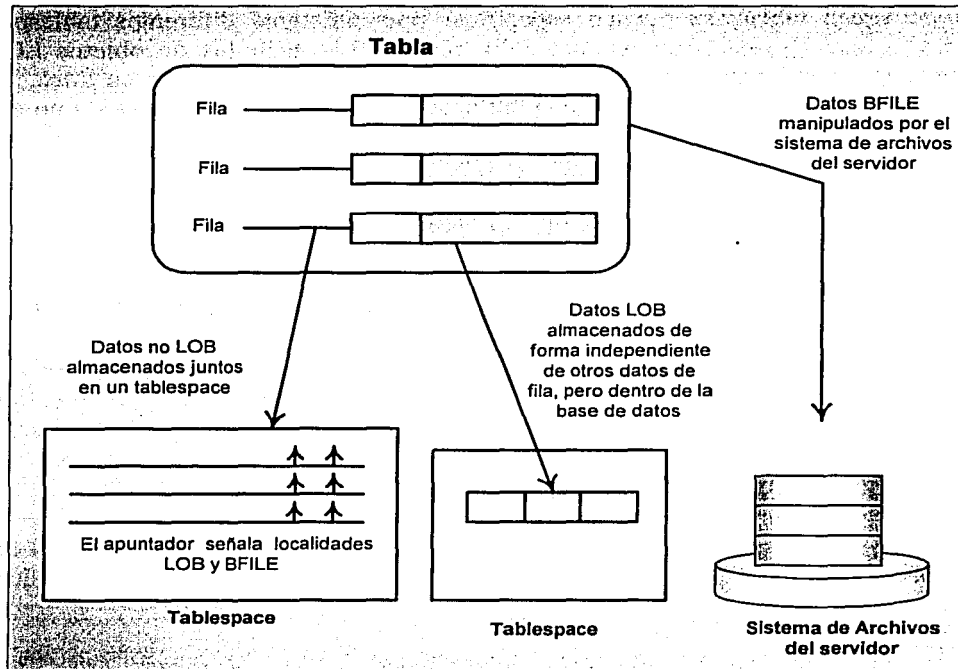 Tabla
Fila
Fila
Fila
Datos BFILE
manipulados por el
sistema de archivos
del servidor
Datos no LOB
almacenados juntos
en un tablespace
Datos LOB
almacenados de
forma independiente
de otros datos de
fila, pero dentro de la
base de datos
El apuntador señala localidades
LOB y BFILE
Tablespace
Tablespace
Sistema de Archivos
del servidor